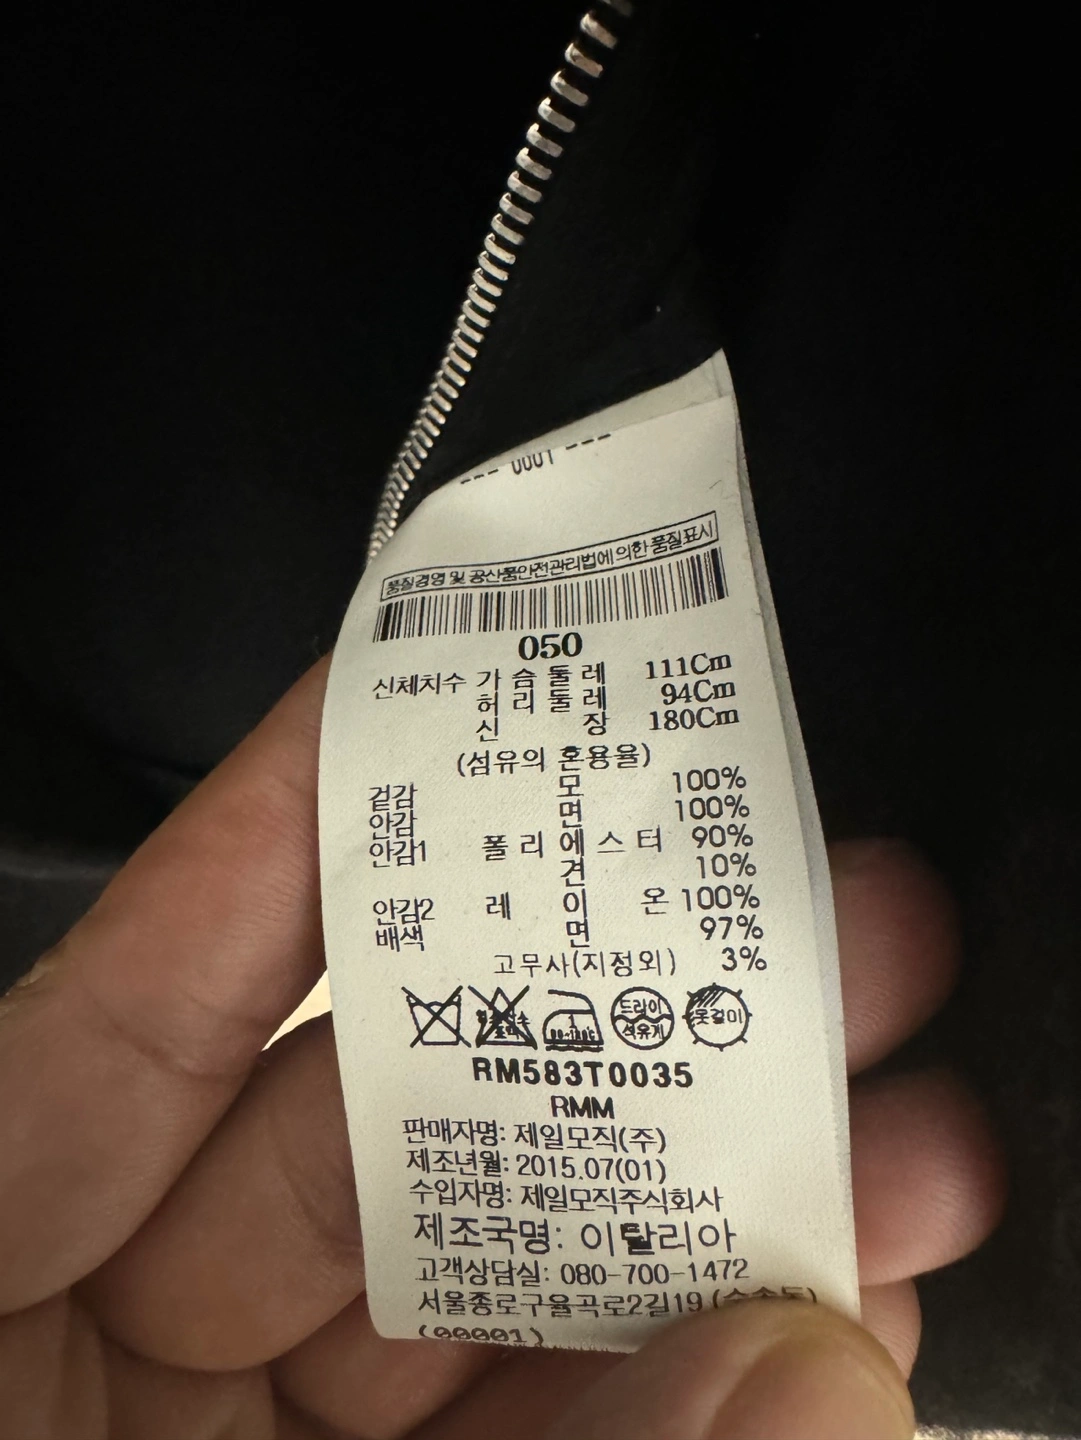 --- 0001 ---
품질경영 및 공산품안전관리법에 의한 품질표시
050
신체치수 가슴둘레 111Cm
허리둘레 94Cm
신장 180Cm
(섬유의 혼용율)
겉감 모 100%
안감 면 100%
안감1 폴리에스터 90%
견 10%
안감2 레이온 100%
배색 면 97%
고무사(지정외) 3%
드라이
석유계
옷걸이
RM583T0035
RMM
판매자명: 제일모직(주)
제조년월: 2015.07(01)
수입자명: 제일모직주식회사
제조국명: 이탈리아
고객상담실: 080-700-1472
서울종로구율곡로2길19 (수송동)
(00001)